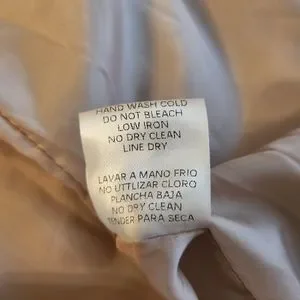 HAND WASH COLD
DO NOT BLEACH
LOW IRON
NO DRY CLEAN
LINE DRY
LAVAR A MANO FRIO
NO UTTLIZAR CLORO
PLANCHA BAJA
NO DRY CLEAN
TENDER PARA SECA